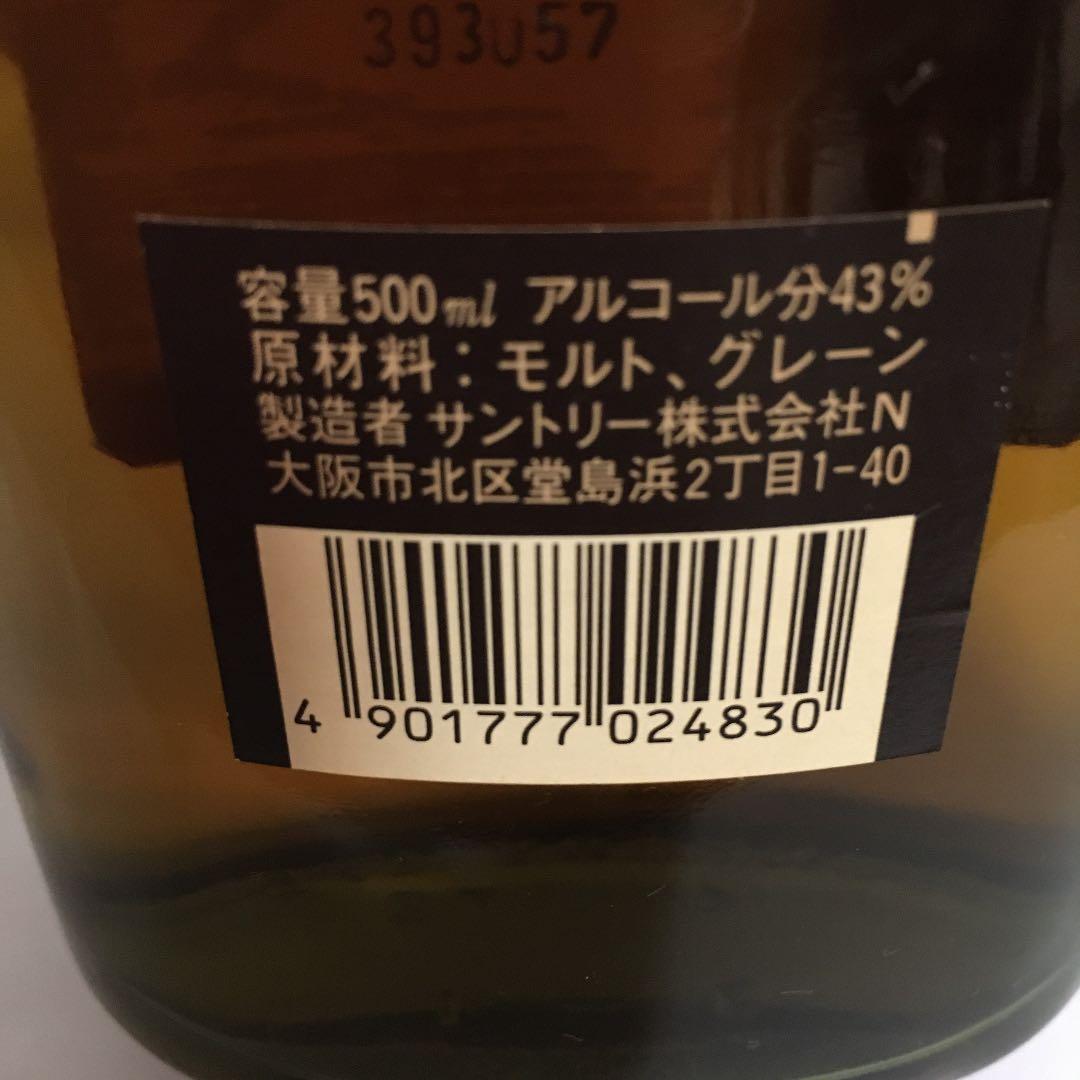 393057
容量500ml アルコール分43%
原材料：モルト、グレーン
製造者 サントリー株式会社N
大阪市北区堂島浜2丁目1-40
4 901777 024830